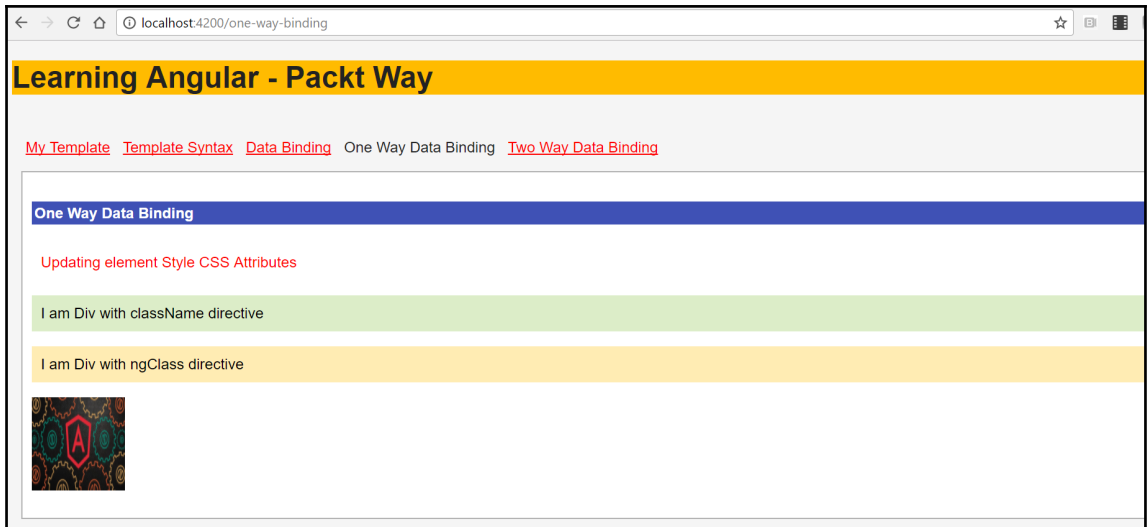 localhost:4200/one-way-binding
Learning Angular - Packt Way
My Template Template Syntax Data Binding One Way Data Binding Two Way Data Binding
One Way Data Binding
Updating element Style CSS Attributes
I am Div with className directive
I am Div with ngClass directive
A